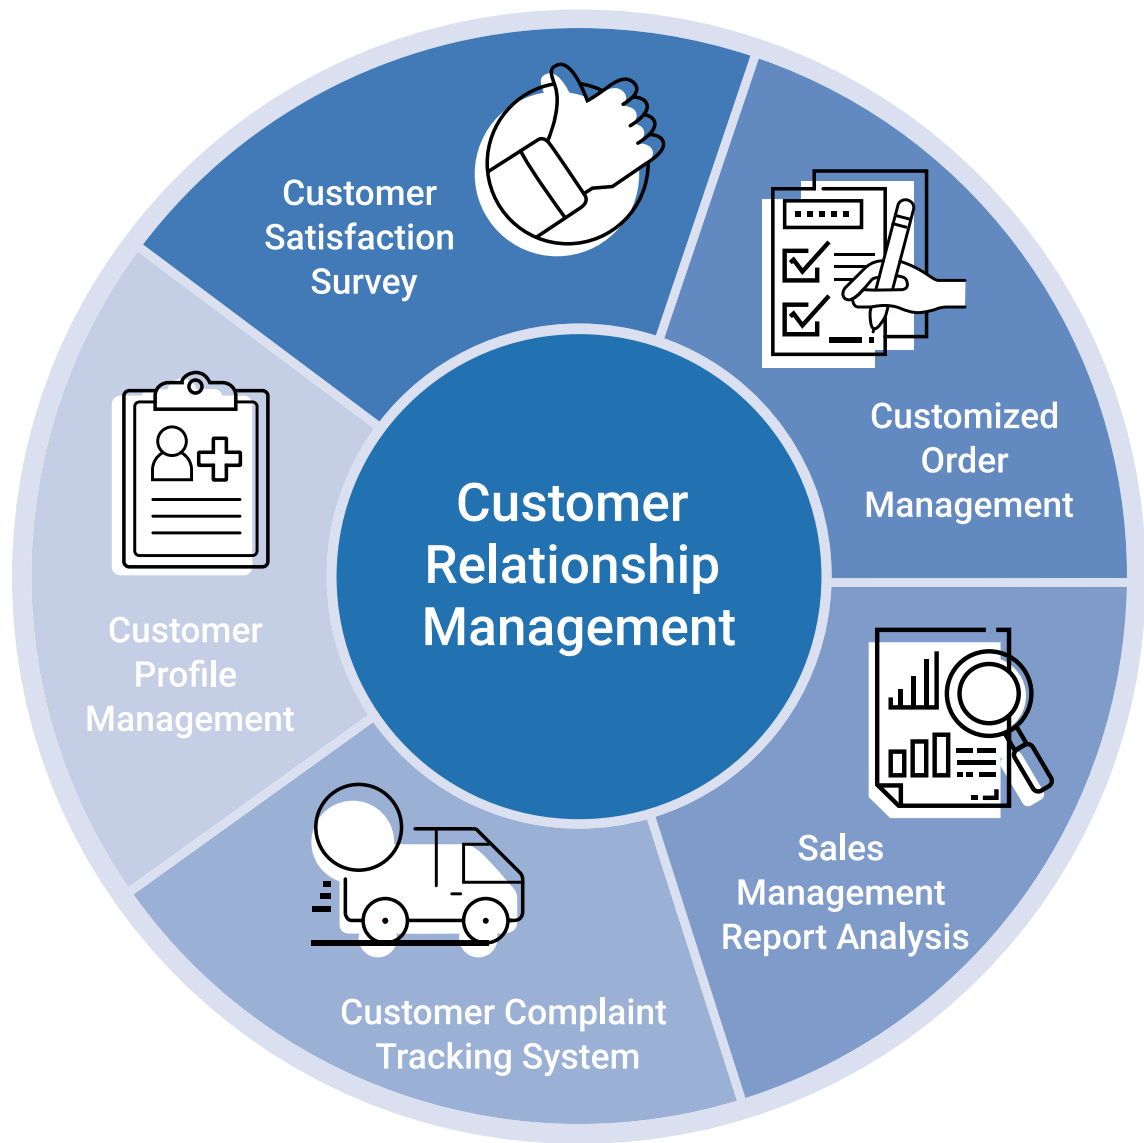 Customer
Satisfaction
Survey
Customized
Order
Management
Customer
Relationship
Management
Customer
Profile
Management
Sales
Management
Report Analysis
Customer Complaint
Tracking System